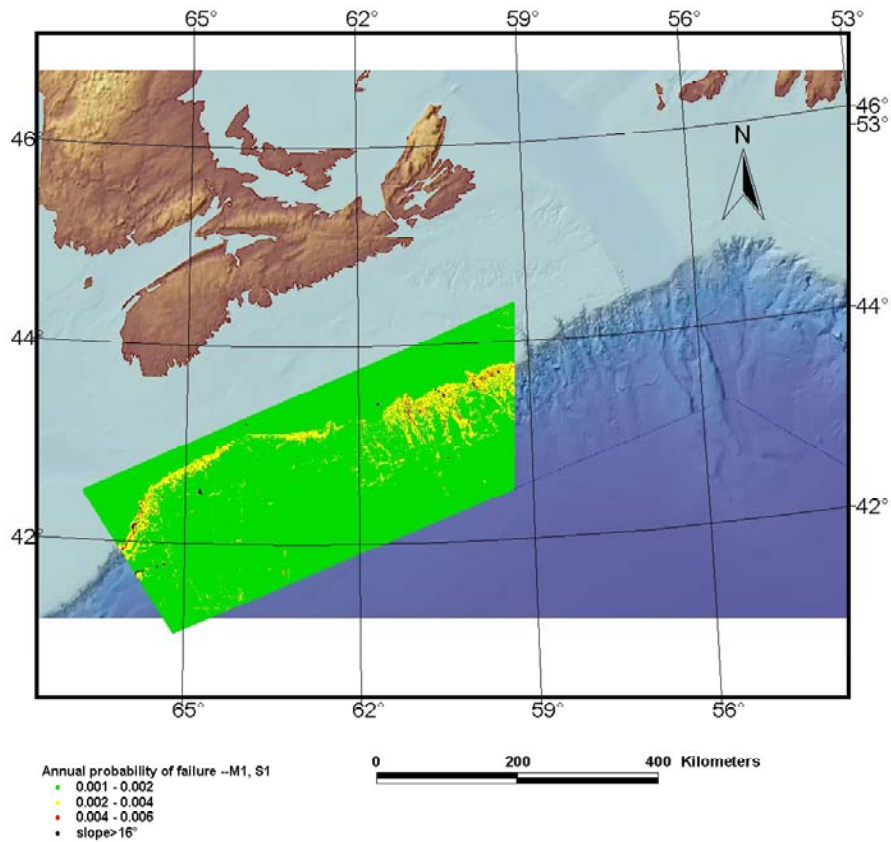 65° 62° 59° 56° 53°
46° 46°
53°
N
44° 44°
42° 42°
65° 62° 59° 56°
0 200 400 Kilometers
Annual probability of failure --M1, S1
0.001 - 0.002
0.002 - 0.004
0.004 - 0.006
slope>16°